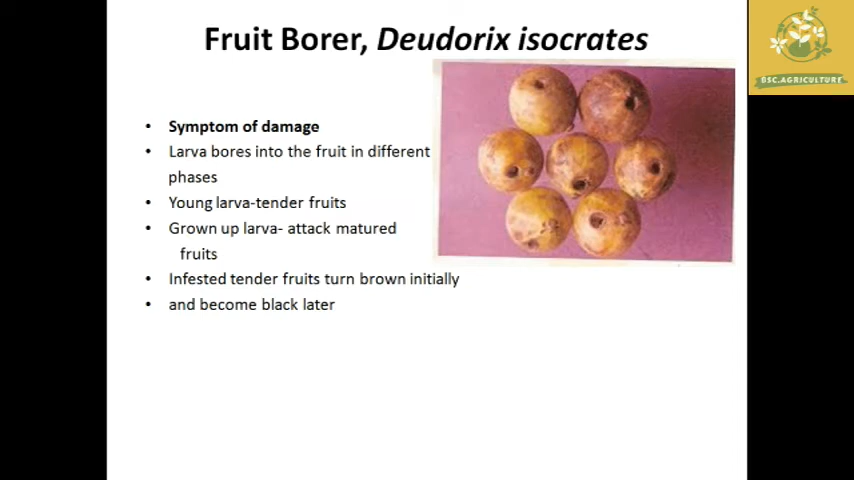 Fruit Borer, Deudorix isocrates
• Symptom of damage
• Larva bores into the fruit in different
phases
• Young larva-tender fruits
• Grown up larva- attack matured
fruits
• Infested tender fruits turn brown initially
• and become black later
BSC.AGRICULTURE